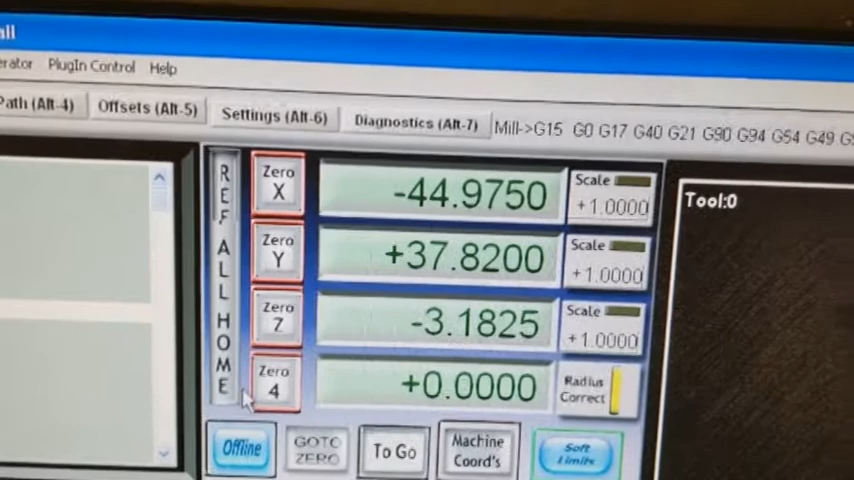 PlugIn Control Help
Path (Alt-4) Offsets (Alt-5) Settings (Alt-6) Diagnostics (Alt-7) Mill->G15 G0 G17 G40 G21 G90 G94 G54 G49
REF ALL HOME
Zero X -44.9750 Scale +1.0000
Zero Y +37.8200 Scale +1.0000
Zero Z -3.1825 Scale +1.0000
Zero 4 +0.0000 Radius Correct
Offline GOTO ZERO To Go Machine Coord's Soft Limits
Tool:0